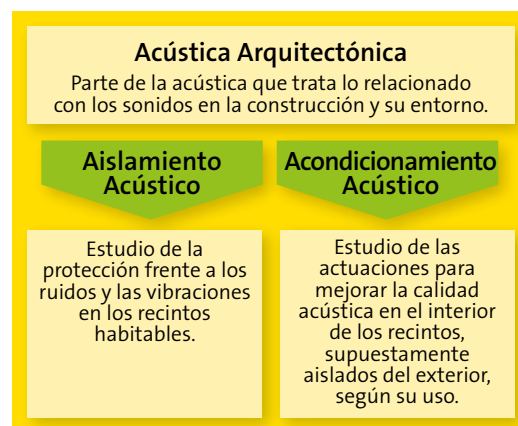 Acústica Arquitectónica
Parte de la acústica que trata lo relacionado
con los sonidos en la construcción y su entorno.
Aislamiento
Acústico
Acondicionamiento
Acústico
Estudio de la
protección frente a los
ruidos y las vibraciones
en los recintos
habitables.
Estudio de las
actuaciones para
mejorar la calidad
acústica en el interior
de los recintos,
supuestamente
aislados del exterior,
según su uso.